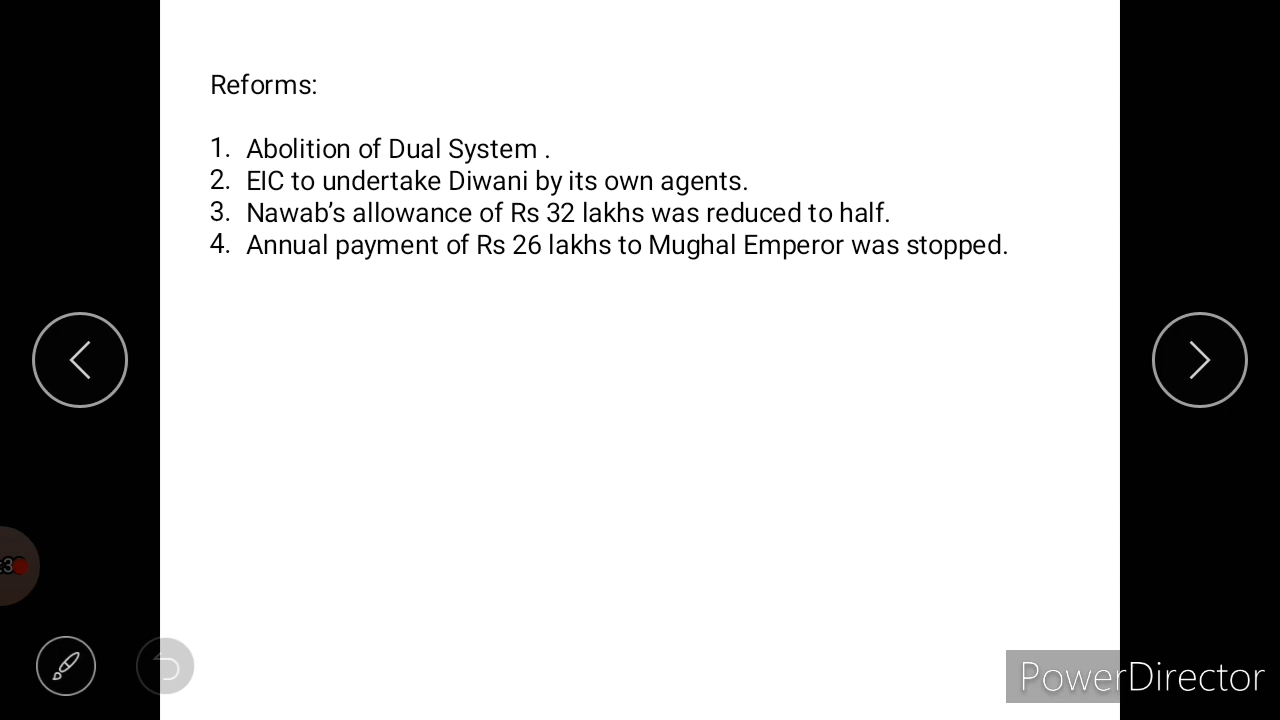 Reforms:
1. Abolition of Dual System .
2. EIC to undertake Diwani by its own agents.
3. Nawab’s allowance of Rs 32 lakhs was reduced to half.
4. Annual payment of Rs 26 lakhs to Mughal Emperor was stopped.
PowerDirector